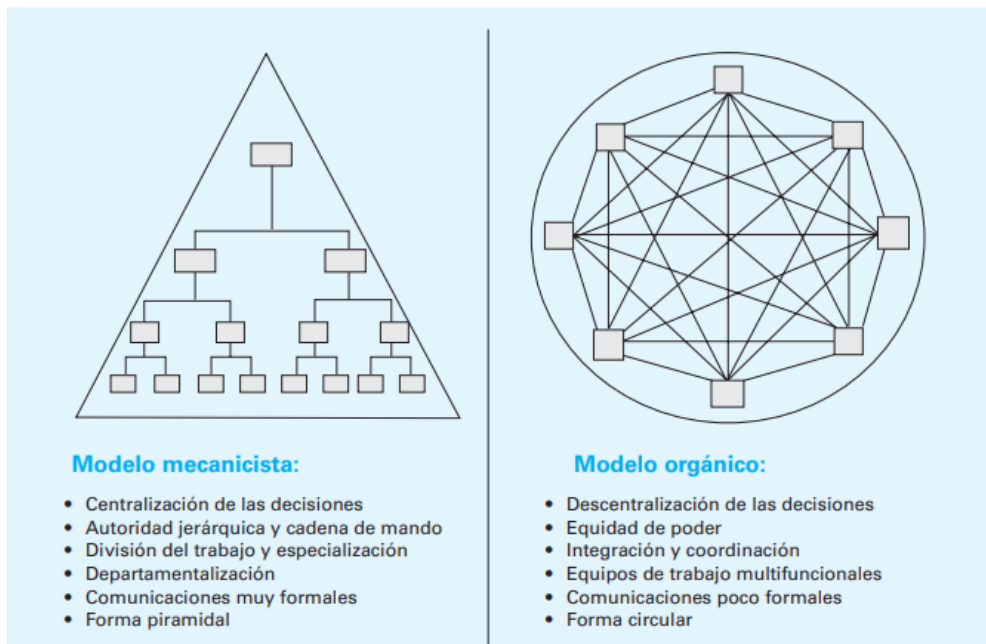 Modelo mecanicista:
• Centralización de las decisiones
• Autoridad jerárquica y cadena de mando
• División del trabajo y especialización
• Departamentalización
• Comunicaciones muy formales
• Forma piramidal
Modelo orgánico:
• Descentralización de las decisiones
• Equidad de poder
• Integración y coordinación
• Equipos de trabajo multifuncionales
• Comunicaciones poco formales
• Forma circular